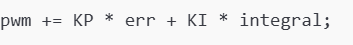 pwm += KP * err + KI * integral;